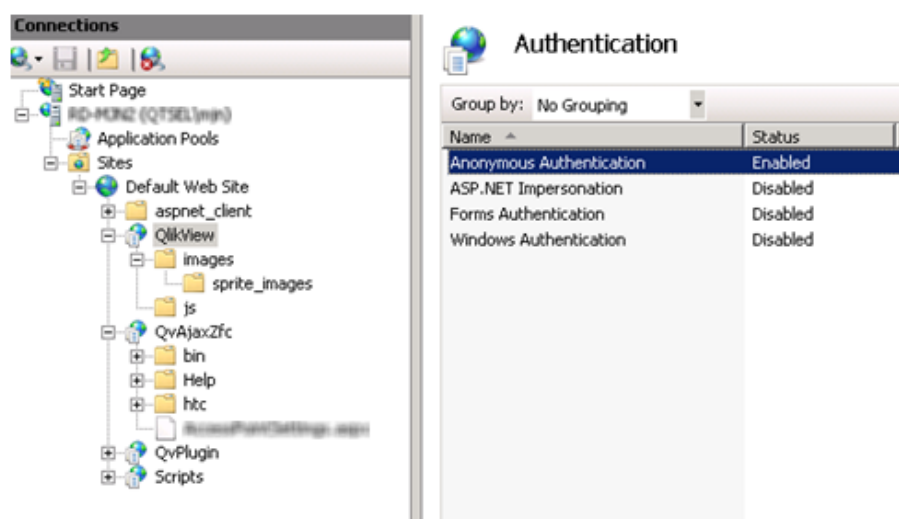 Connections
Start Page
Application Pools
Sites
Default Web Site
aspnet_client
QlikView
images
sprite_images
js
QvAjaxZfc
bin
Help
htc
QvPlugin
Scripts
Authentication
Group by: No Grouping
Name Status
Anonymous Authentication Enabled
ASP.NET Impersonation Disabled
Forms Authentication Disabled
Windows Authentication Disabled